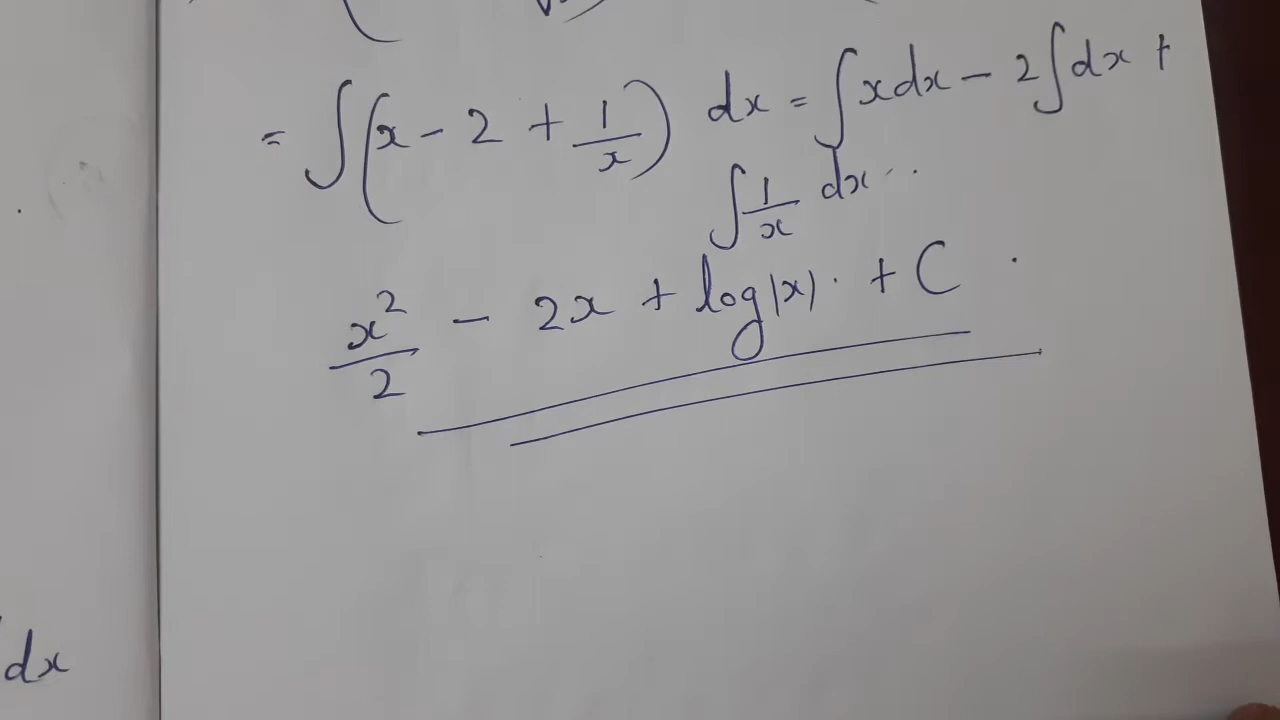 = ∫(x - 2 + 1/x) dx = ∫x dx - 2∫dx +
∫1/x dx
x²/2 - 2x + log|x| + C
dx